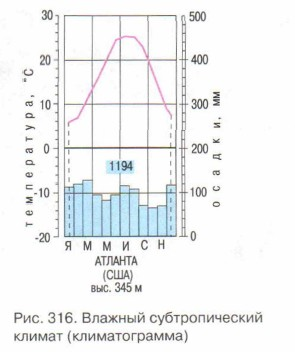 30
20
10
0
-10
-20
температура, °С
500
400
300
200
100
0
осадки, мм
1194
Я М М И С Н
АТЛАНТА
(США)
выс. 345 м
Рис. 316. Влажный субтропический
климат (климатограмма)